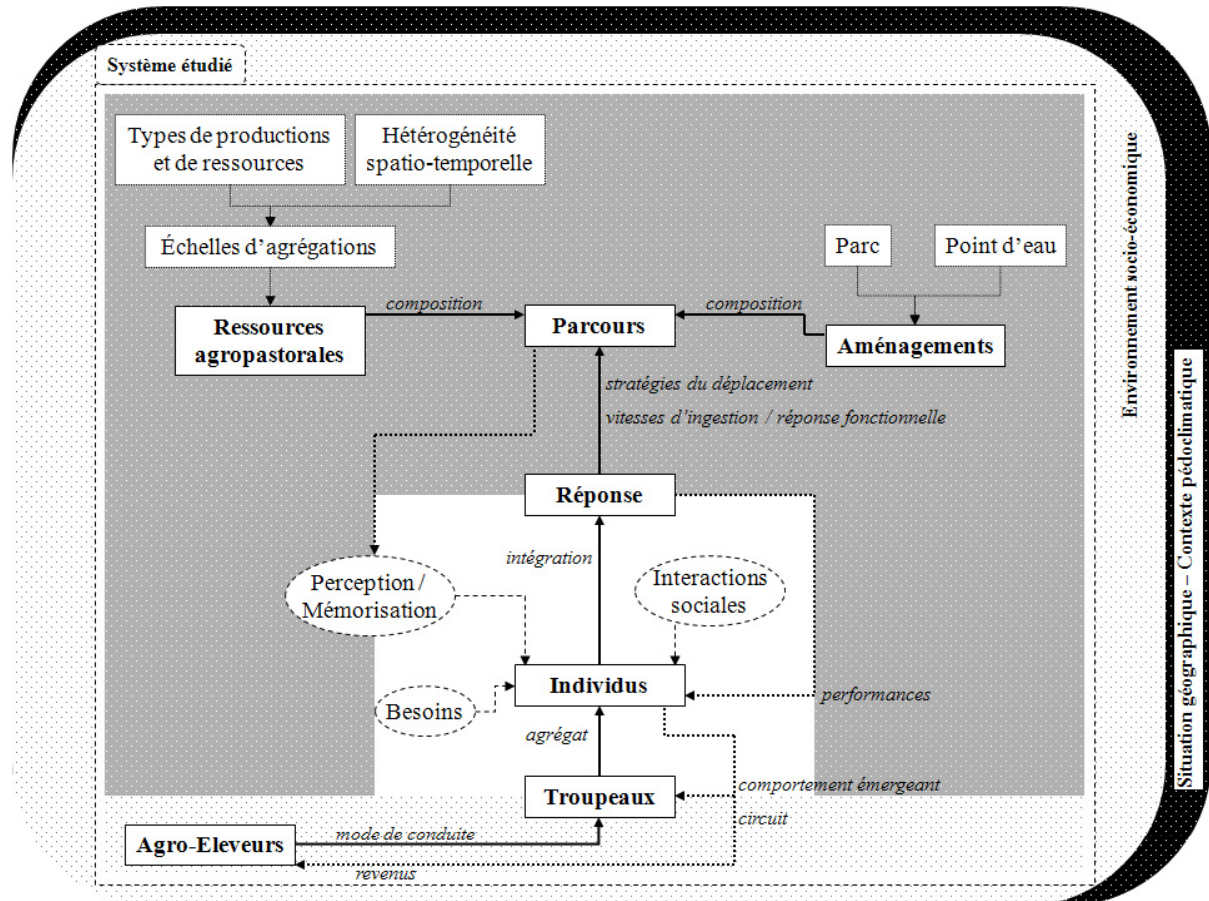 Système étudié
Types de productions
et de ressources
Hétérogénéité
spatio-temporelle
Échelles d’agrégations
Parc
Point d’eau
composition
composition
Ressources
agropastorales
Parcours
Aménagements
stratégies du déplacement
vitesses d’ingestion / réponse fonctionnelle
Réponse
intégration
Perception /
Mémorisation
Interactions
sociales
Individus
Besoins
performances
agrégat
comportement émergeant
Troupeaux
circuit
mode de conduite
Agro-Eleveurs
revenus
Environnement socio-économique
Situation géographique – Contexte pédoclimatique